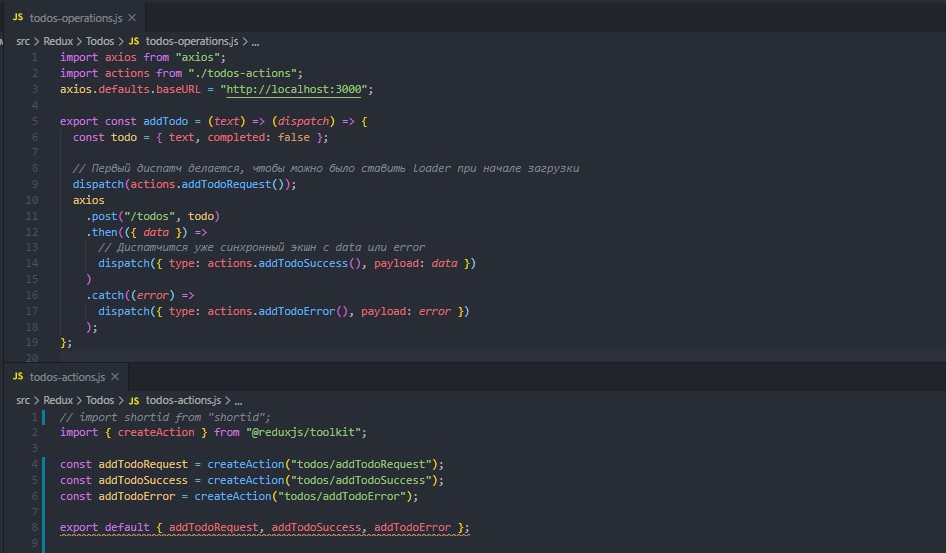 JS todos-operations.js ×
src > Redux > Todos > JS todos-operations.js > ...
1 import axios from "axios";
2 import actions from "./todos-actions";
3 axios.defaults.baseURL = "http://localhost:3000";
4
5 export const addTodo = (text) => (dispatch) => {
6 const todo = { text, completed: false };
7
8 // Первый диспатч делается, чтобы можно было ставить loader при начале загрузки
9 dispatch(actions.addTodoRequest());
10 axios
11 .post("/todos", todo)
12 .then(({ data }) =>
13 // Диспатчится уже синхронный экшн с data или error
14 dispatch({ type: actions.addTodoSuccess(), payload: data })
15 )
16 .catch((error) =>
17 dispatch({ type: actions.addTodoError(), payload: error })
18 );
19 };
20
JS todos-actions.js ×
src > Redux > Todos > JS todos-actions.js > ...
1 // import shortid from "shortid";
2 import { createAction } from "@reduxjs/toolkit";
3
4 const addTodoRequest = createAction("todos/addTodoRequest");
5 const addTodoSuccess = createAction("todos/addTodoSuccess");
6 const addTodoError = createAction("todos/addTodoError");
7
8 export default { addTodoRequest, addTodoSuccess, addTodoError };
9